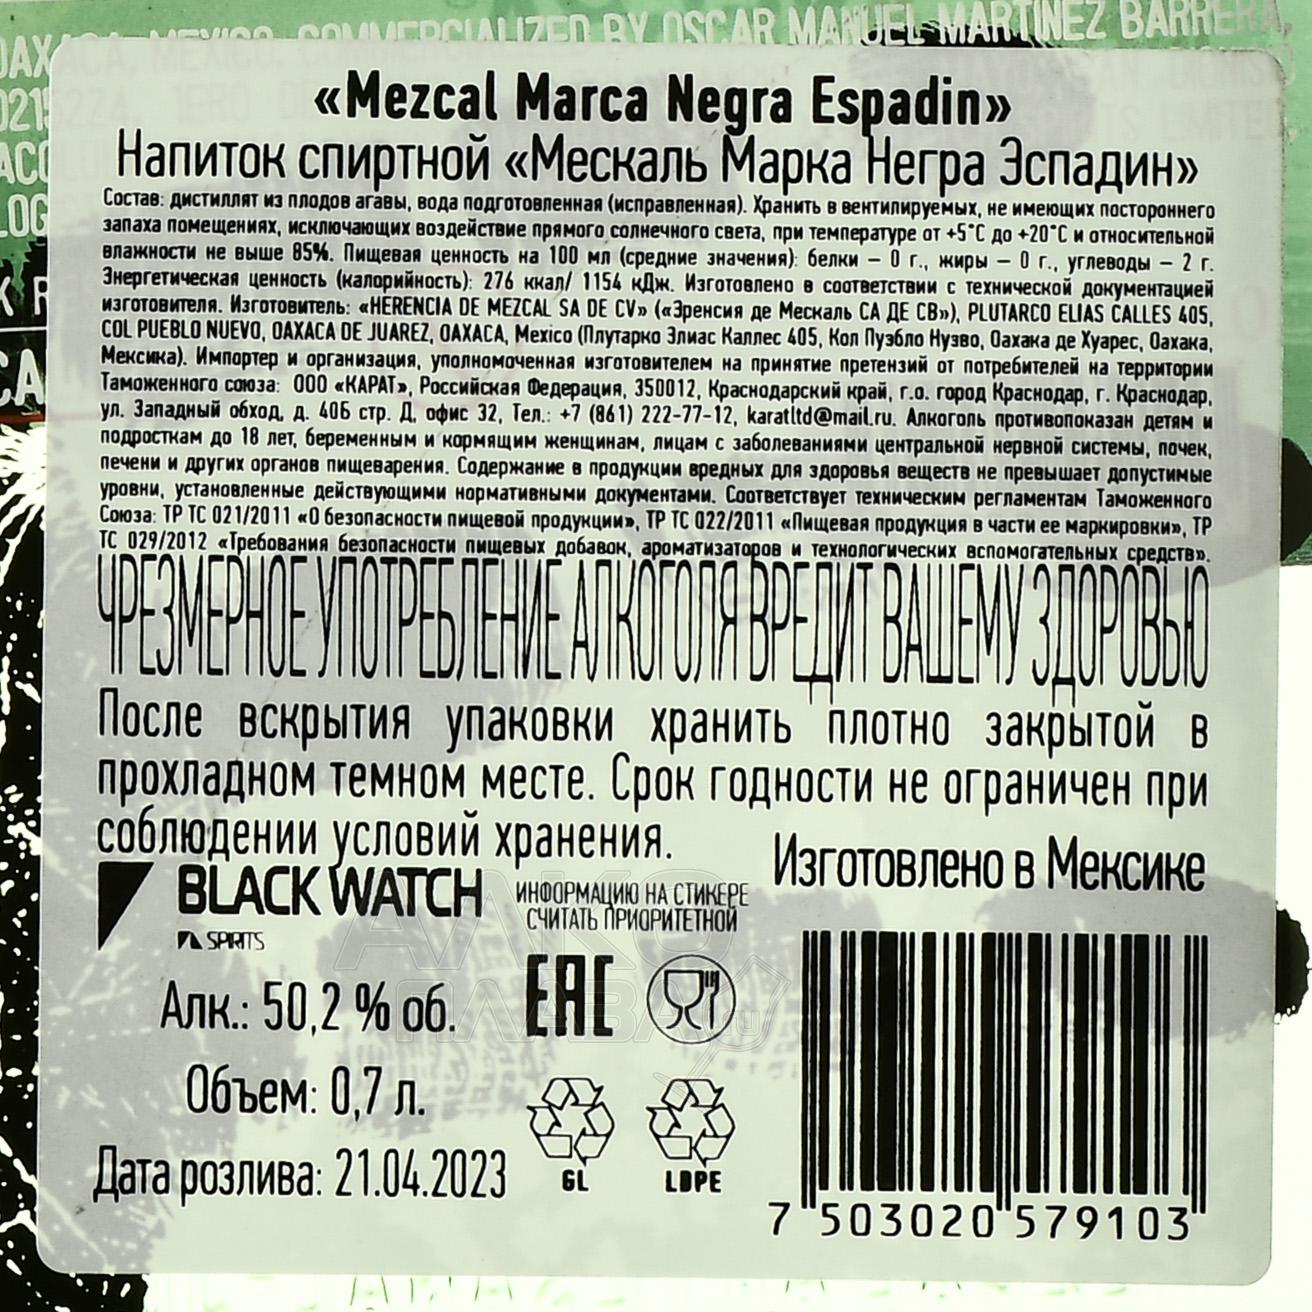 OAXACA, MEXICO. COMMERCIALIZED BY OSCAR MANUEL MARTINEZ BARRERA,
«Mezcal Marca Negra Espadin»
Напиток спиртной «Мескаль Марка Негра Эспадин»
Состав: дистиллят из плодов агавы, вода подготовленная (исправленная). Хранить в вентилируемых, не имеющих постороннего
запаха помещениях, исключающих воздействие прямого солнечного света, при температуре от +5°С до +20°С и относительной
влажности не выше 85%. Пищевая ценность на 100 мл (средние значения): белки – 0 г., жиры – 0 г., углеводы – 2 г.
Энергетическая ценность (калорийность): 276 ккал/ 1154 кДж. Изготовлено в соответствии с технической документацией
изготовителя. Изготовитель: «HERENCIA DE MEZCAL SA DE CV» («Эренсия де Мескаль СА ДЕ СВ»), PLUTARCO ELIAS CALLES 405,
COL PUEBLO NUEVO, OAXACA DE JUAREZ, OAXACA, Mexico (Плутарко Элиас Каллес 405, Кол Пуэбло Нуэво, Оахака де Хуарес, Оахака,
Мексика). Импортер и организация, уполномоченная изготовителем на принятие претензий от потребителей на территории
Таможенного союза: ООО «КАРАТ», Российская Федерация, 350012, Краснодарский край, г.о. город Краснодар, г. Краснодар,
ул. Западный обход, д. 40Б стр. Д, офис 32, Тел.: +7 (861) 222-77-12, karatltd@mail.ru. Алкоголь противопоказан детям и
подросткам до 18 лет, беременным и кормящим женщинам, лицам с заболеваниями центральной нервной системы, почек,
печени и других органов пищеварения. Содержание в продукции вредных для здоровья веществ не превышает допустимые
уровни, установленные действующими нормативными документами. Соответствует техническим регламентам Таможенного
Союза: ТР ТС 021/2011 «О безопасности пищевой продукции», ТР ТС 022/2011 «Пищевая продукция в части ее маркировки», ТР
ТС 029/2012 «Требования безопасности пищевых добавок, ароматизаторов и технологических вспомогательных средств».
ЧРЕЗМЕРНОЕ УПОТРЕБЛЕНИЕ АЛКОГОЛЯ ВРЕДИТ ВАШЕМУ ЗДОРОВЬЮ
После вскрытия упаковки хранить плотно закрытой в
прохладном темном месте. Срок годности не ограничен при
соблюдении условий хранения.
Изготовлено в Мексике
BLACK WATCH
SPIRITS
ИНФОРМАЦИЮ НА СТИКЕРЕ
СЧИТАТЬ ПРИОРИТЕТНОЙ
EAC
Алк.: 50,2 % об.
Объем: 0,7 л.
Дата розлива: 21.04.2023
GL
LDPE
7 503020 579103